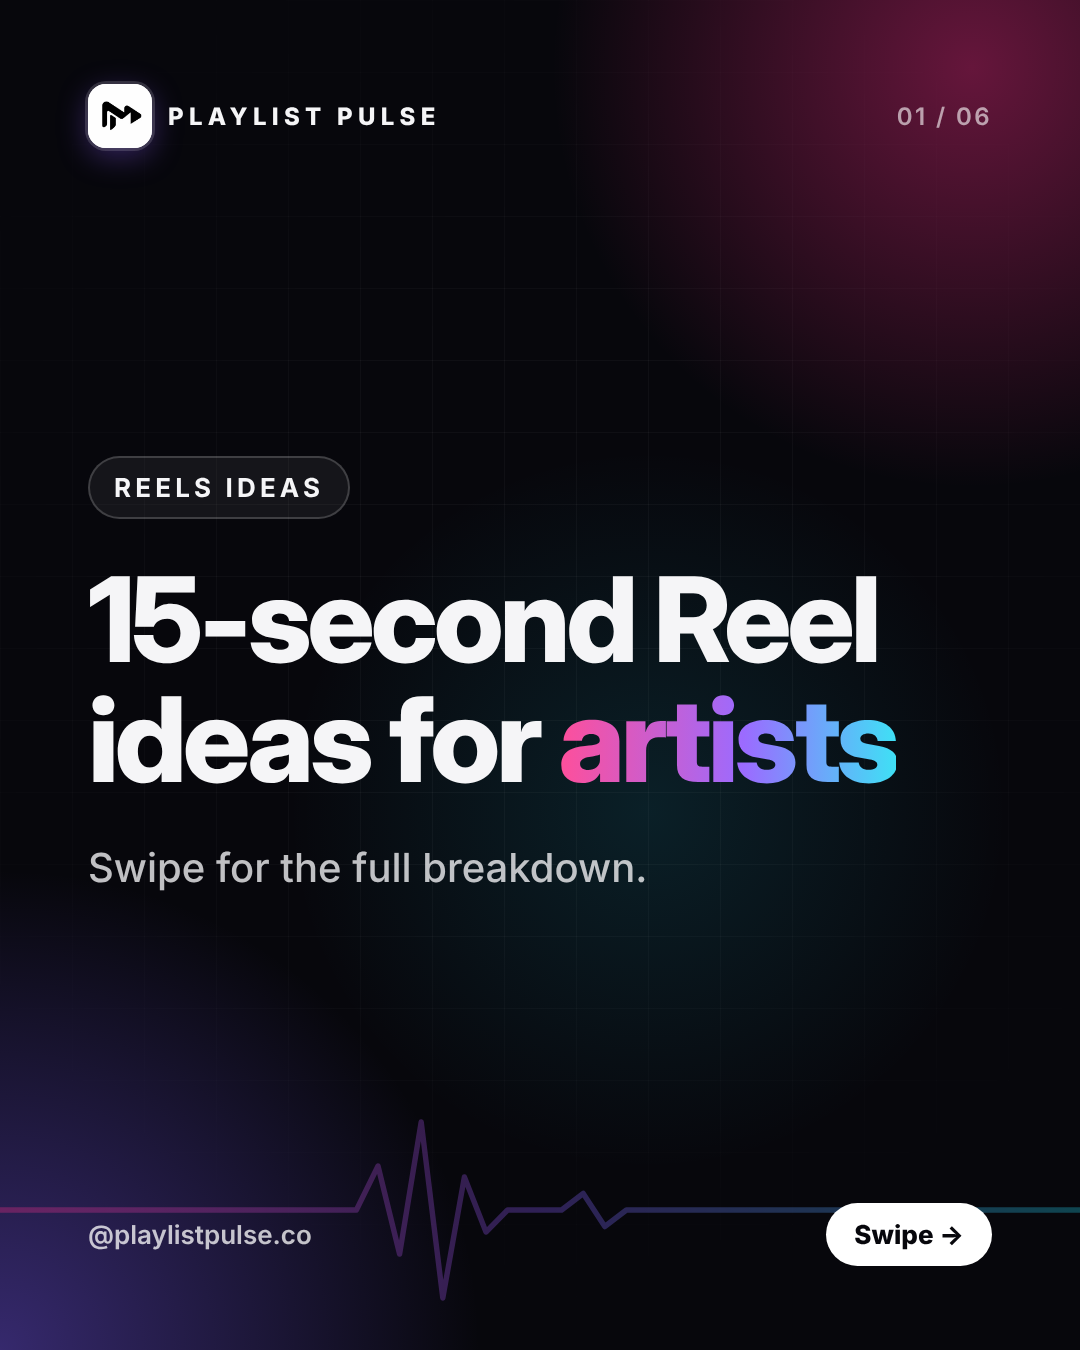 PLAYLIST PULSE
01 / 06
REELS IDEAS
15-second Reel
ideas for artists
Swipe for the full breakdown.
@playlistpulse.co
Swipe →